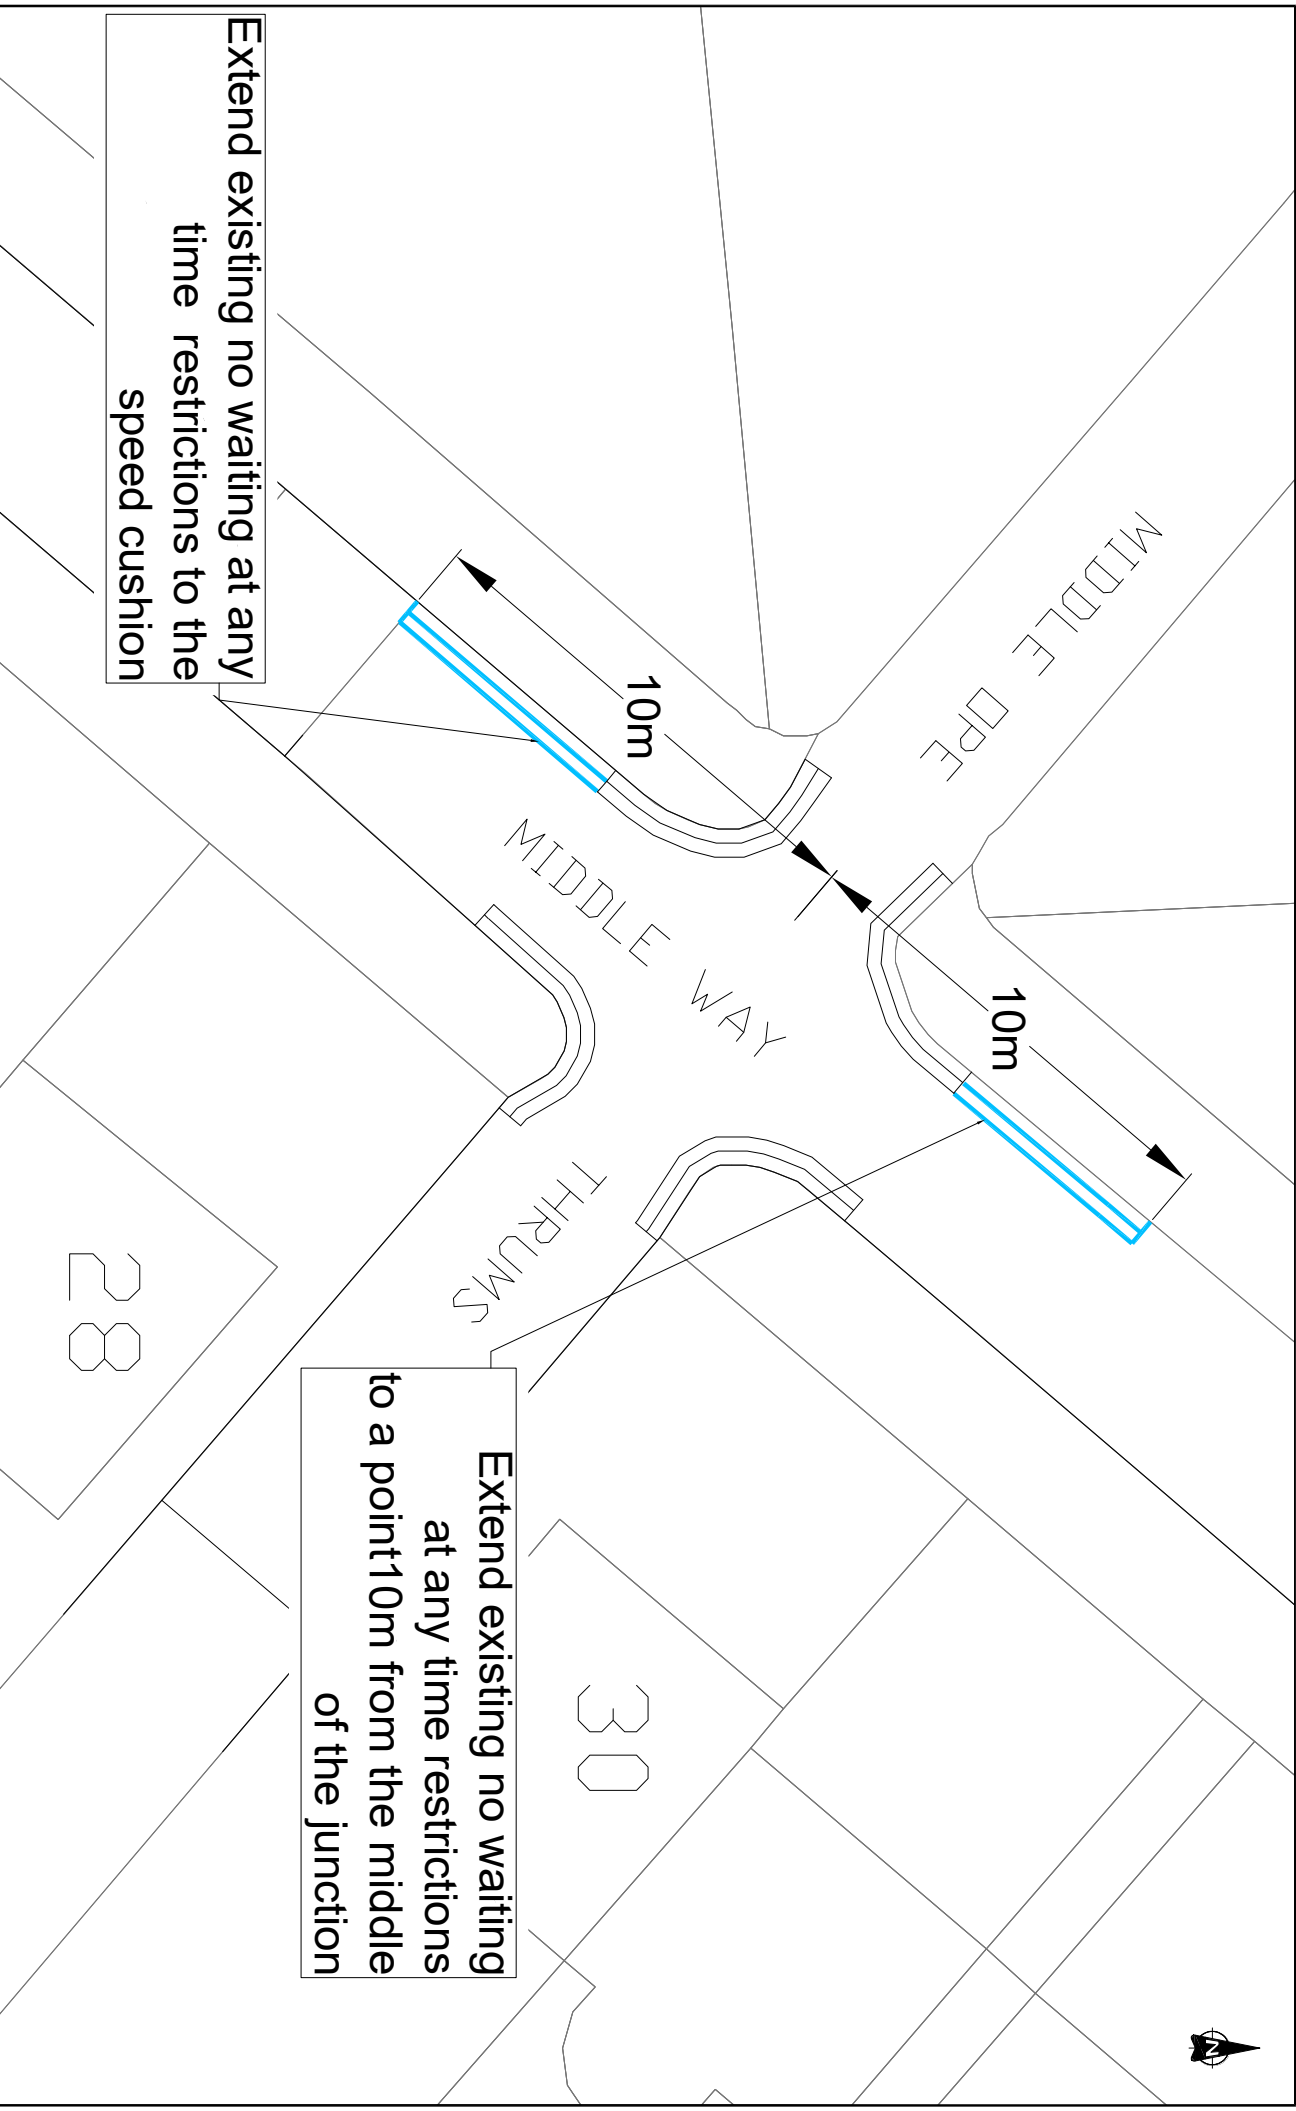 Extend existing no waiting at any
time restrictions to the
speed cushion
MIDDLE OPE
10m
10m
MIDDLE WAY
THRUMS
28
30
Extend existing no waiting
at any time restrictions
to a point10m from the middle
of the junction
N